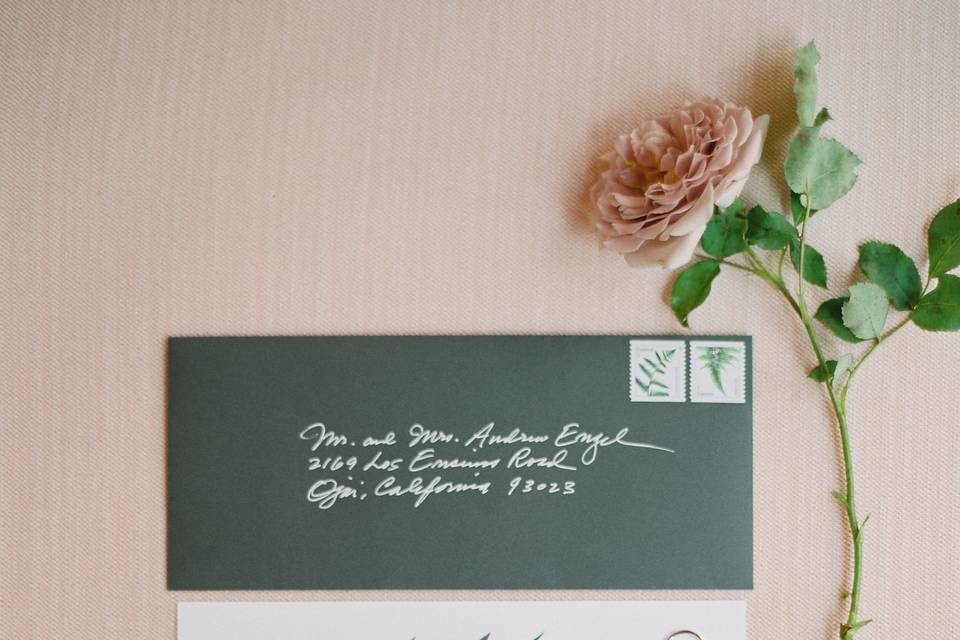 Mr. and Mrs. Andrew Engel
2169 Los Encinos Road
Ojai, California 93023